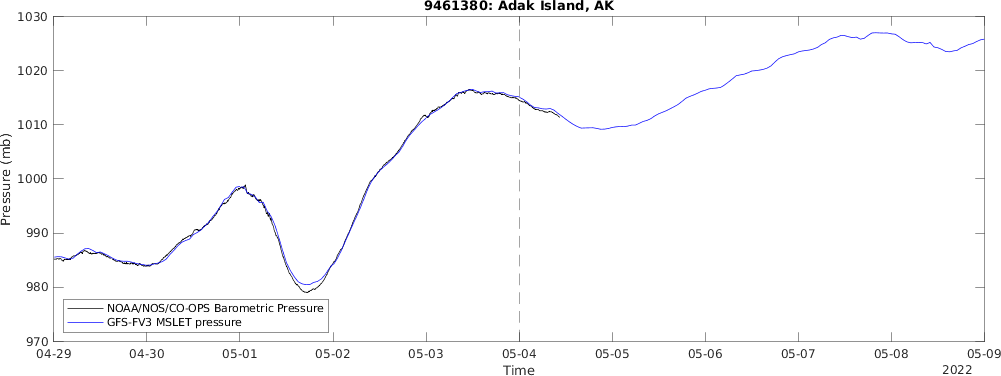 9461380: Adak Island, AK
Pressure (mb)
1030
1020
1010
1000
990
980
970
NOAA/NOS/CO-OPS Barometric Pressure
GFS-FV3 MSLET pressure
04-29 04-30 05-01 05-02 05-03 05-04 05-05 05-06 05-07 05-08 05-09
Time
2022